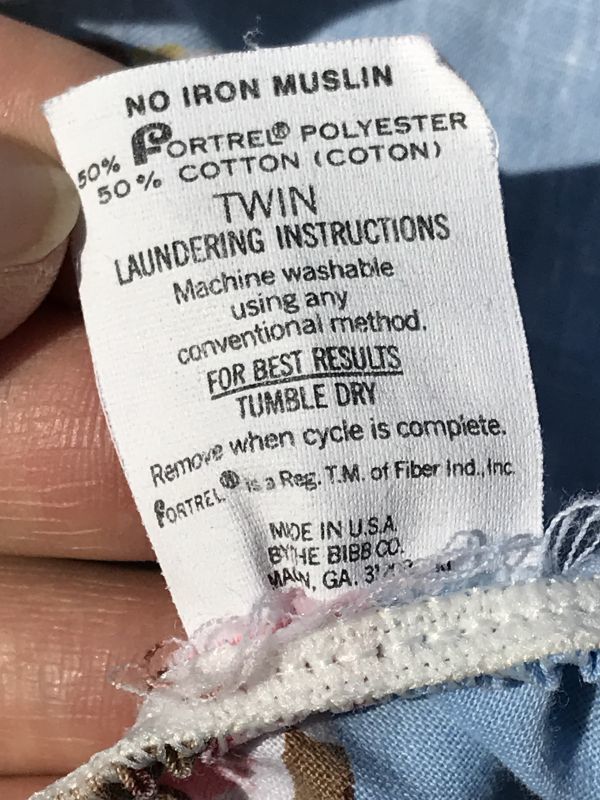 NO IRON MUSLIN
50% FORTREL® POLYESTER
50% COTTON (COTON)
TWIN
LAUNDERING INSTRUCTIONS
Machine washable
using any
conventional method.
FOR BEST RESULTS
TUMBLE DRY
Remove when cycle is complete.
FORTREL® is a Reg. T.M. of Fiber Ind., Inc.
MADE IN U.S.A.
BY THE BIBB CO.
GA.